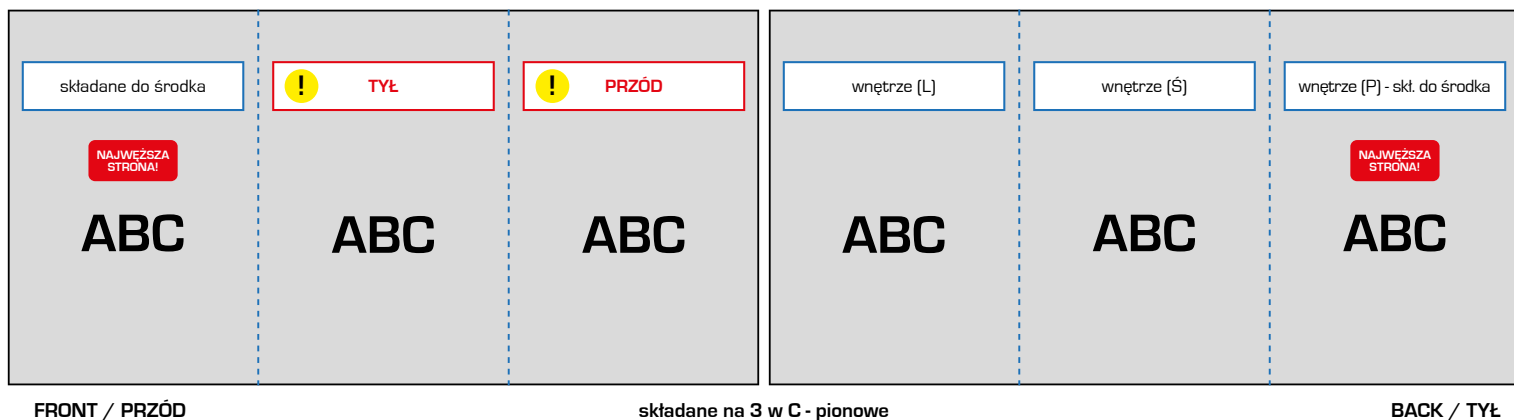 składane do środka
! TYŁ
! PRZÓD
wnętrze (L)
wnętrze (Ś)
wnętrze (P) - skł. do środka
NAJWĘŻSZA
STRONA!
NAJWĘŻSZA
STRONA!
ABC
ABC
ABC
ABC
ABC
ABC
FRONT / PRZÓD
składane na 3 w C - pionowe
BACK / TYŁ